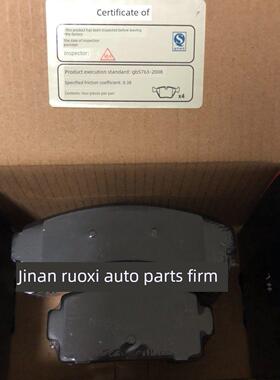 Certificate of
This product has been inspected before leaving
the factory
the date of inspection
package:
Inspector:
Product execution standard: gb5763-2008
Specified friction coefficient: 0.38
Contents: four pieces per pair
x4
Jinan ruoxi auto parts firm